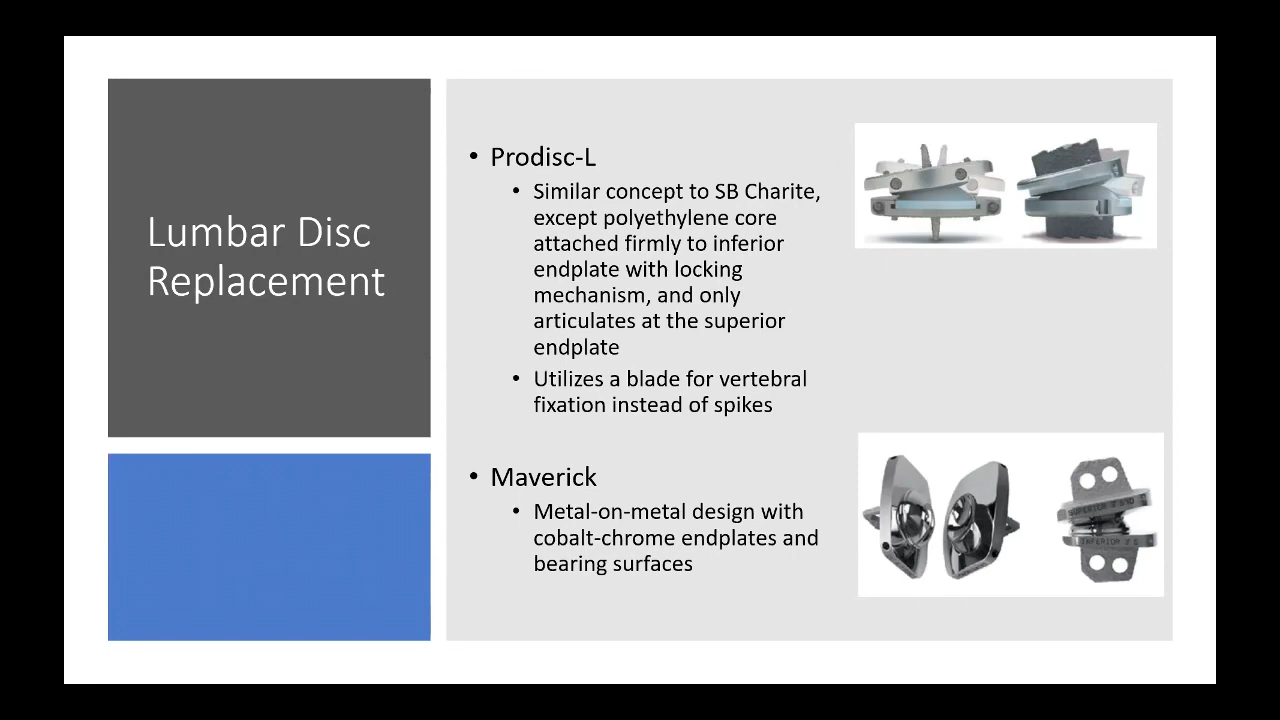 Lumbar Disc
Replacement
• Prodisc-L
• Similar concept to SB Charite,
except polyethylene core
attached firmly to inferior
endplate with locking
mechanism, and only
articulates at the superior
endplate
• Utilizes a blade for vertebral
fixation instead of spikes
• Maverick
• Metal-on-metal design with
cobalt-chrome endplates and
bearing surfaces
SUPERIOR
INFERIOR